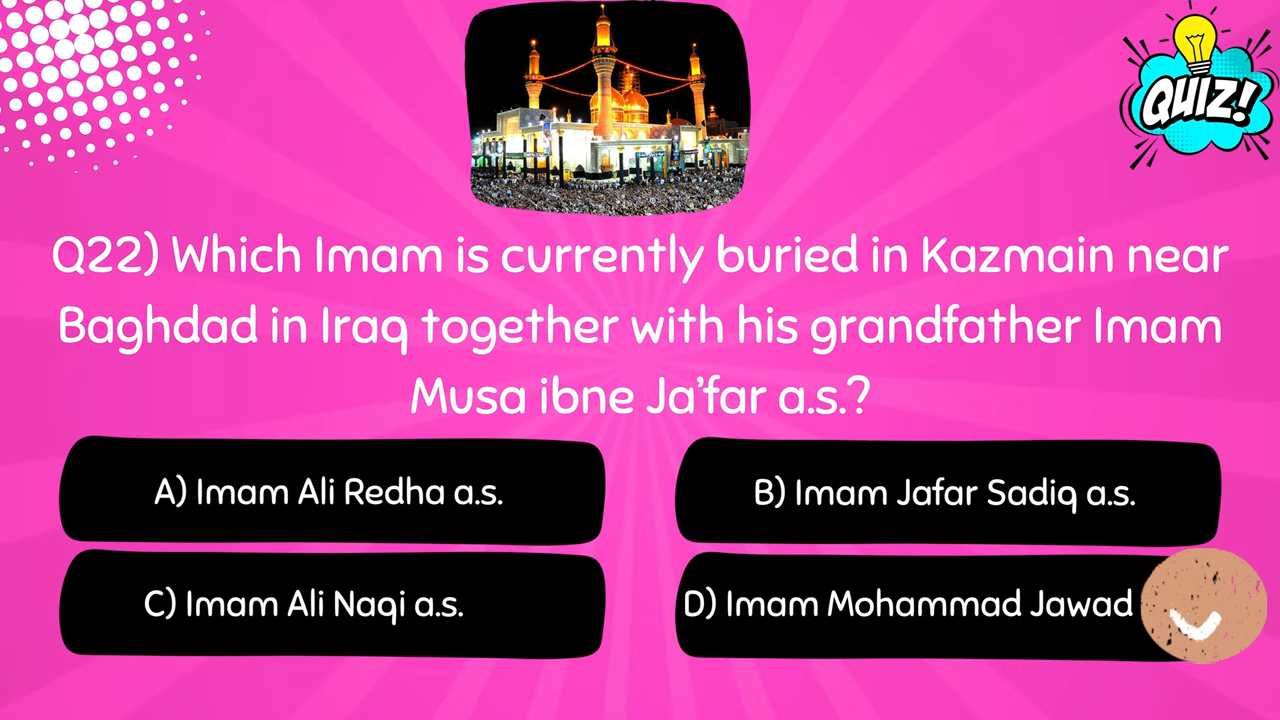 QUIZ!
Q22) Which Imam is currently buried in Kazmain near
Baghdad in Iraq together with his grandfather Imam
Musa ibne Ja’far a.s.?
A) Imam Ali Redha a.s.
B) Imam Jafar Sadiq a.s.
C) Imam Ali Naqi a.s.
D) Imam Mohammad Jawad